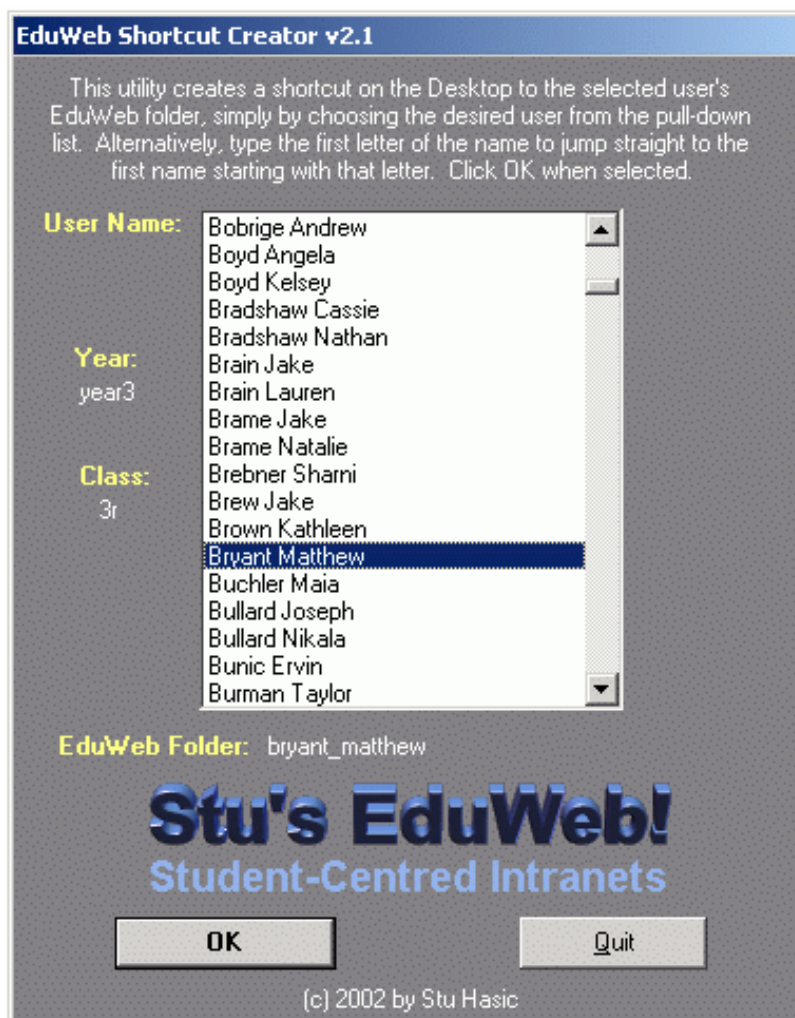 EduWeb Shortcut Creator v2.1
This utility creates a shortcut on the Desktop to the selected user's
EduWeb folder, simply by choosing the desired user from the pull-down
list. Alternatively, type the first letter of the name to jump straight to the
first name starting with that letter. Click OK when selected.
User Name:
Bobrige Andrew
Boyd Angela
Boyd Kelsey
Bradshaw Cassie
Bradshaw Nathan
Brain Jake
Brain Lauren
Brame Jake
Brame Natalie
Brebner Sharni
Brew Jake
Brown Kathleen
Bryant Matthew
Buchler Maia
Bullard Joseph
Bullard Nikala
Bunic Ervin
Burman Taylor
Year:
year3
Class:
3r
EduWeb Folder: bryant_matthew
Stu's EduWeb!
Student-Centred Intranets
OK
Quit
(c) 2002 by Stu Hasic